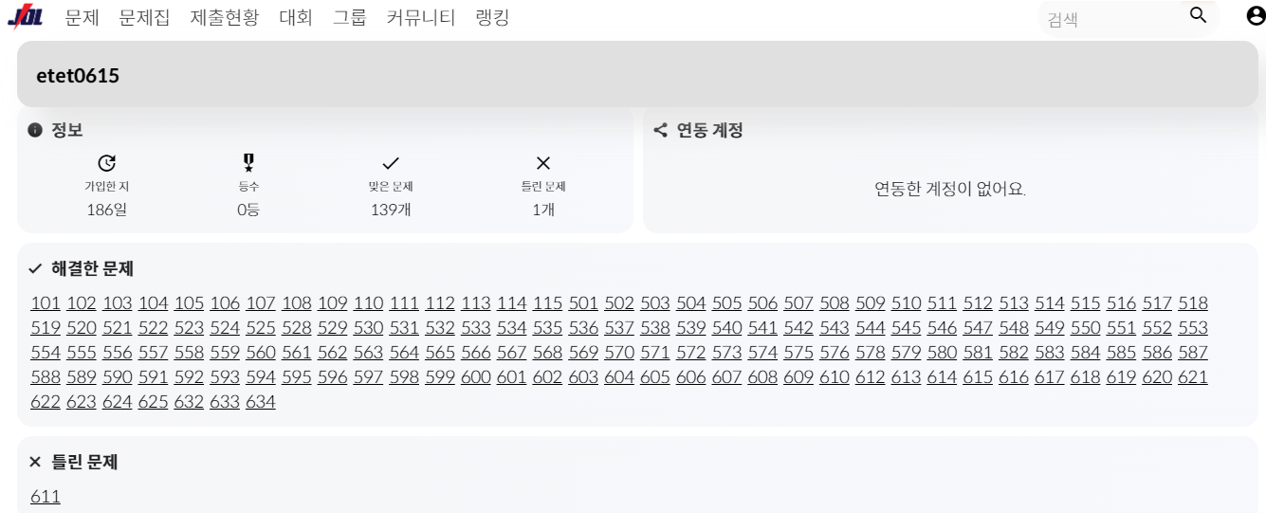 JOL 문제 문제집 제출현황 대회 그룹 커뮤니티 랭킹 검색
etet0615
정보
가입한 지 등수 맞은 문제 틀린 문제
186일 0등 139개 1개
연동 계정
연동한 계정이 없어요.
해결한 문제
101 102 103 104 105 106 107 108 109 110 111 112 113 114 115 501 502 503 504 505 506 507 508 509 510 511 512 513 514 515 516 517 518
519 520 521 522 523 524 525 528 529 530 531 532 533 534 535 536 537 538 539 540 541 542 543 544 545 546 547 548 549 550 551 552 553
554 555 556 557 558 559 560 561 562 563 564 565 566 567 568 569 570 571 572 573 574 575 576 578 579 580 581 582 583 584 585 586 587
588 589 590 591 592 593 594 595 596 597 598 599 600 601 602 603 604 605 606 607 608 609 610 612 613 614 615 616 617 618 619 620 621
622 623 624 625 632 633 634
틀린 문제
611